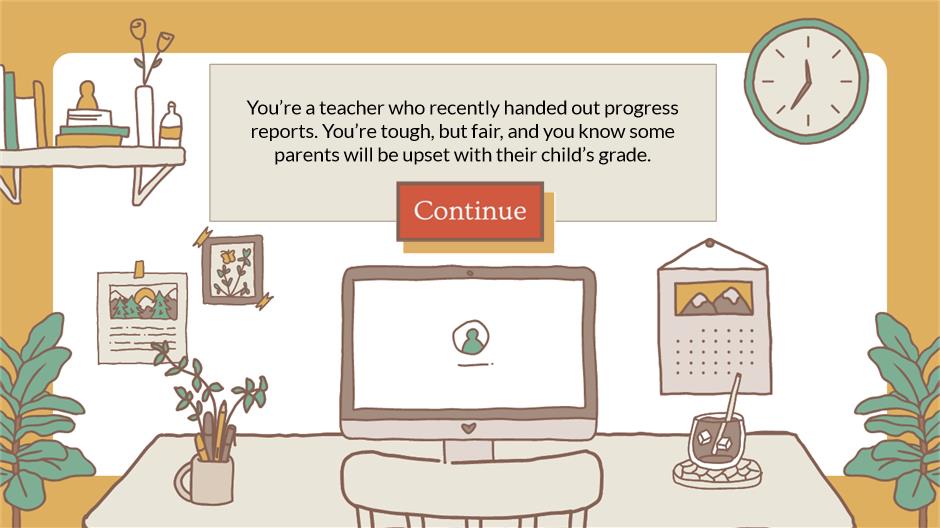 You're a teacher who recently handed out progress
reports. You're tough, but fair, and you know some
parents will be upset with their child's grade.
Continue